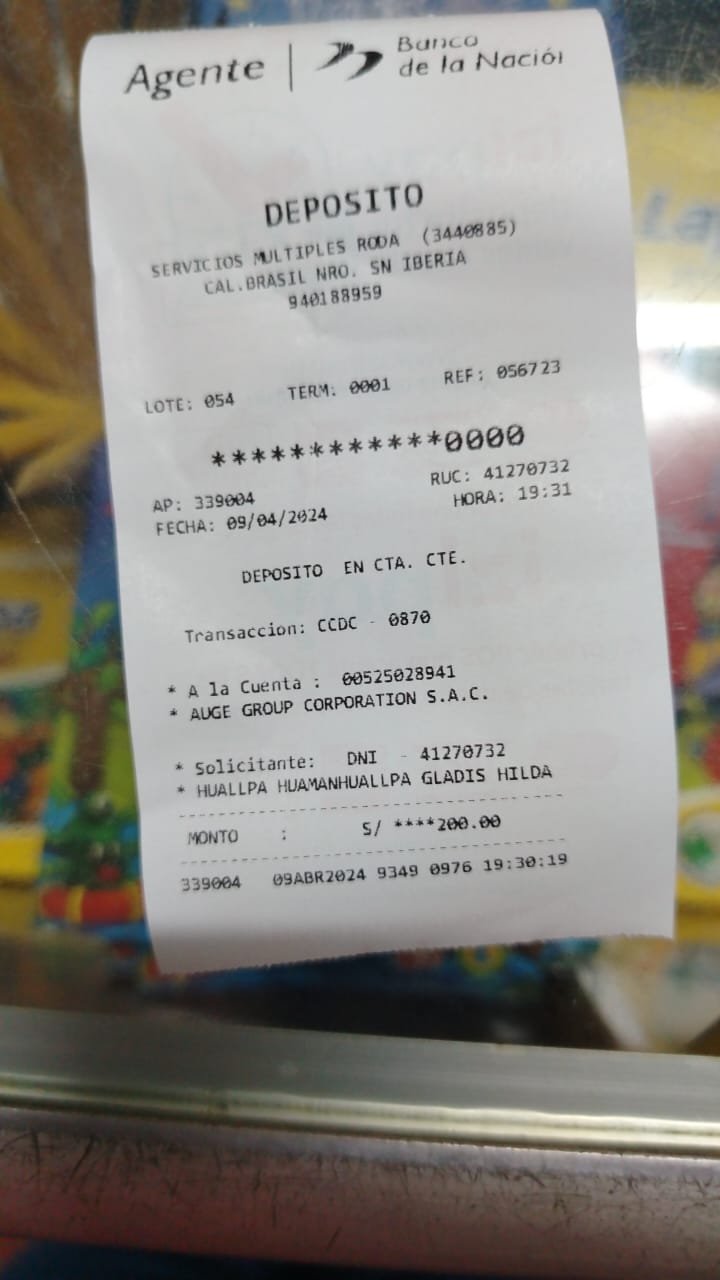 Agente | Banco
de la Nación
DEPOSITO
SERVICIOS MULTIPLES RODA (3440885)
CAL.BRASIL NRO. SN IBERIA
940188959
LOTE: 054 TERM: 0001 REF: 056723
************0000
AP: 339004 RUC: 41270732
FECHA: 09/04/2024 HORA: 19:31
DEPOSITO EN CTA. CTE.
Transaccion: CCDC - 0870
* A la Cuenta : 00525028941
* AUGE GROUP CORPORATION S.A.C.
* Solicitante: DNI - 41270732
* HUALLPA HUAMANHUALLPA GLADIS HILDA
MONTO : S/ ****200.00
339004 09ABR2024 9349 0976 19:30:19